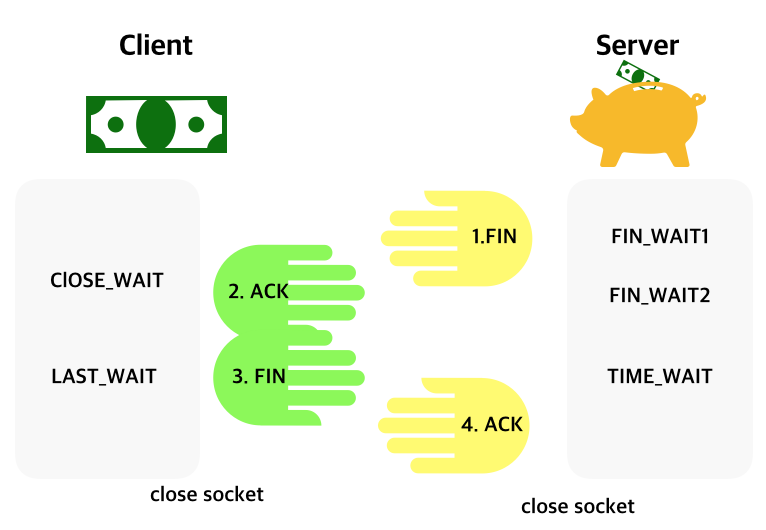 Client
Server
1.FIN
FIN_WAIT1
ClOSE_WAIT
2. ACK
FIN_WAIT2
LAST_WAIT
3. FIN
TIME_WAIT
4. ACK
close socket
close socket